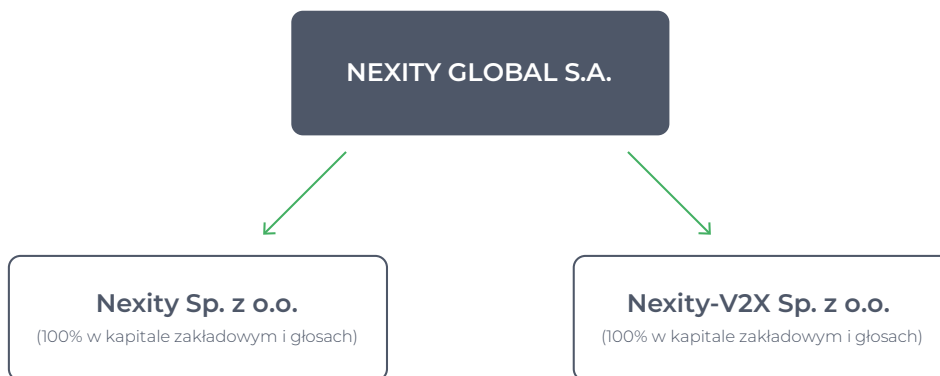 NEXITY GLOBAL S.A.
Nexity Sp. z o.o.
(100% w kapitale zakładowym i głosach)
Nexity-V2X Sp. z o.o.
(100% w kapitale zakładowym i głosach)